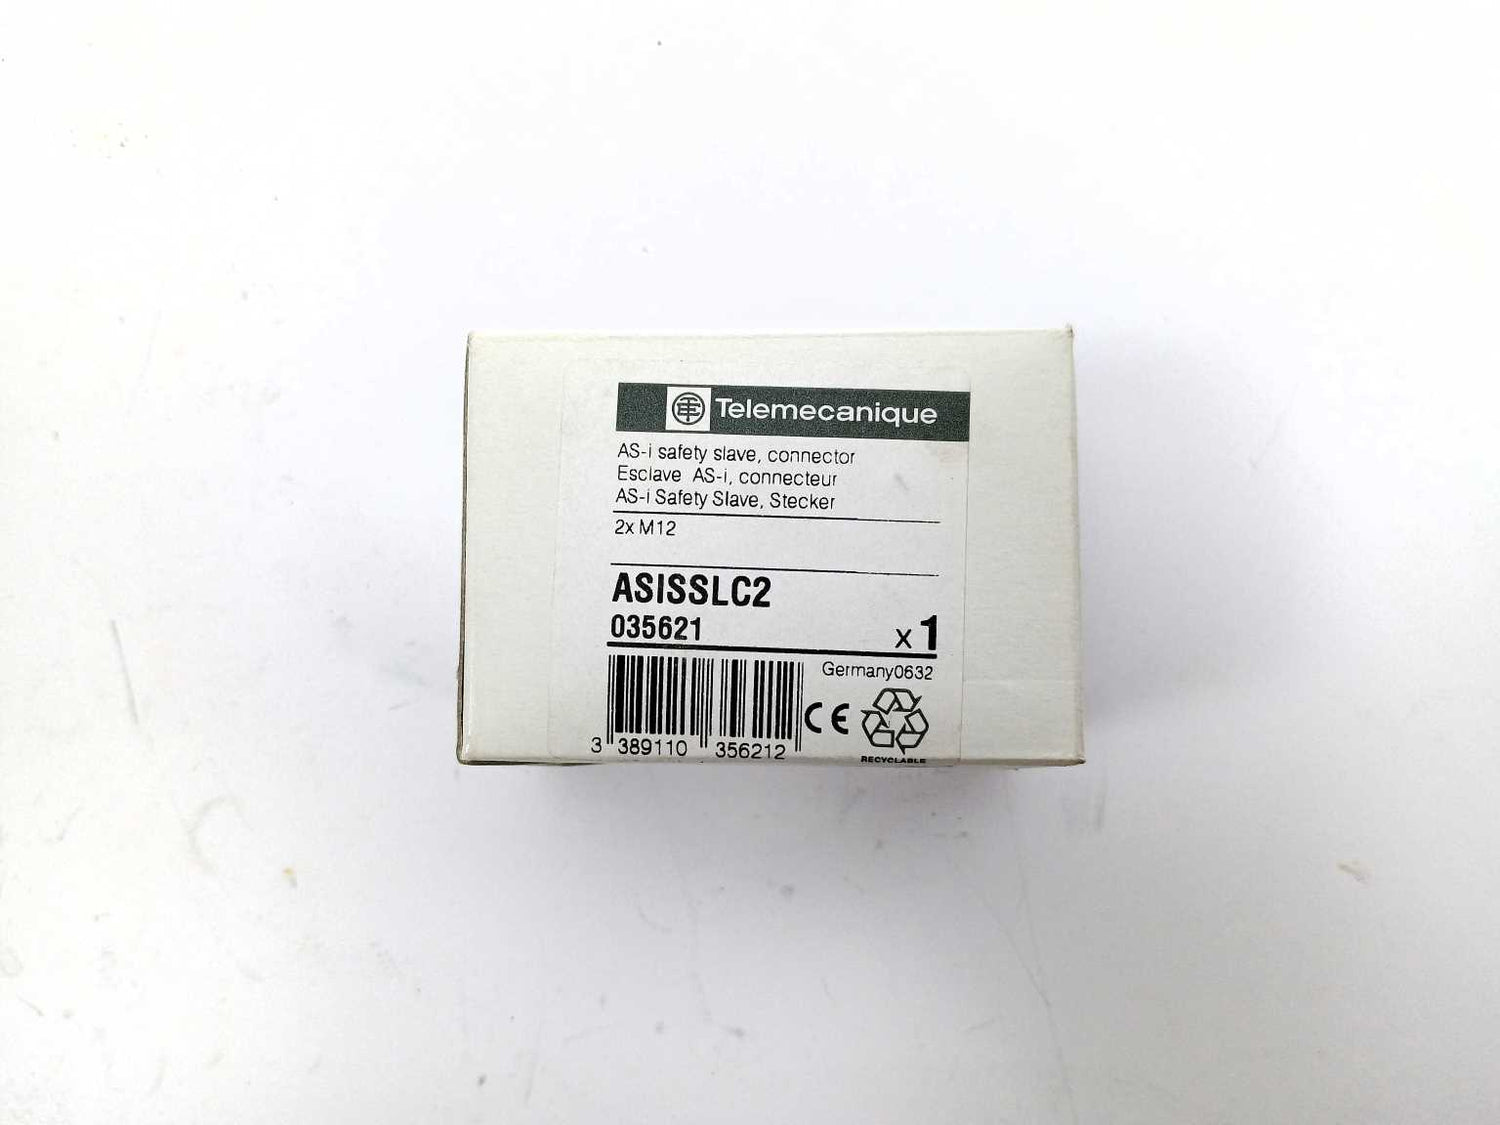 Telemecanique
AS-i safety slave, connector
Esclave AS-i, connecteur
AS-i Safety Slave, Stecker
2x M12
ASISSLC2
035621
x 1
Germany0632
3 389110 356212
CE
RECYCLABLE